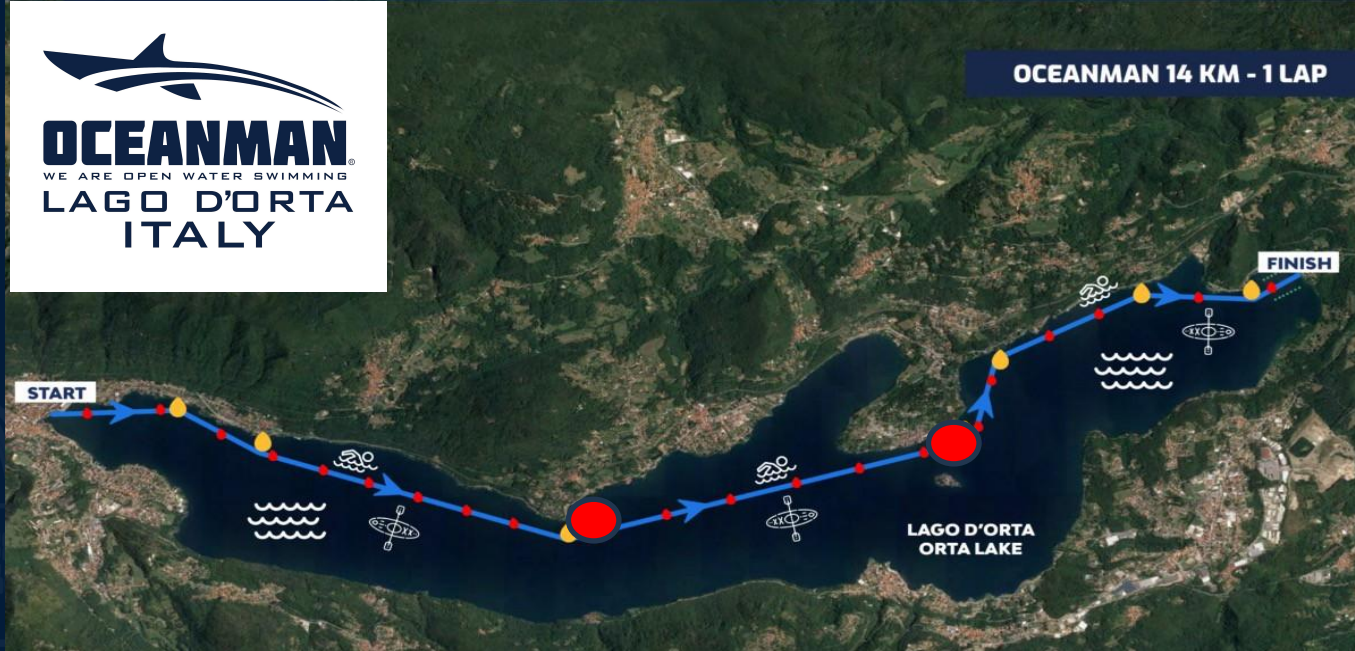 OCEANMAN®
WE ARE OPEN WATER SWIMMING
LAGO D'ORTA
ITALY
OCEANMAN 14 KM - 1 LAP
FINISH
START
LAGO D'ORTA
ORTA LAKE